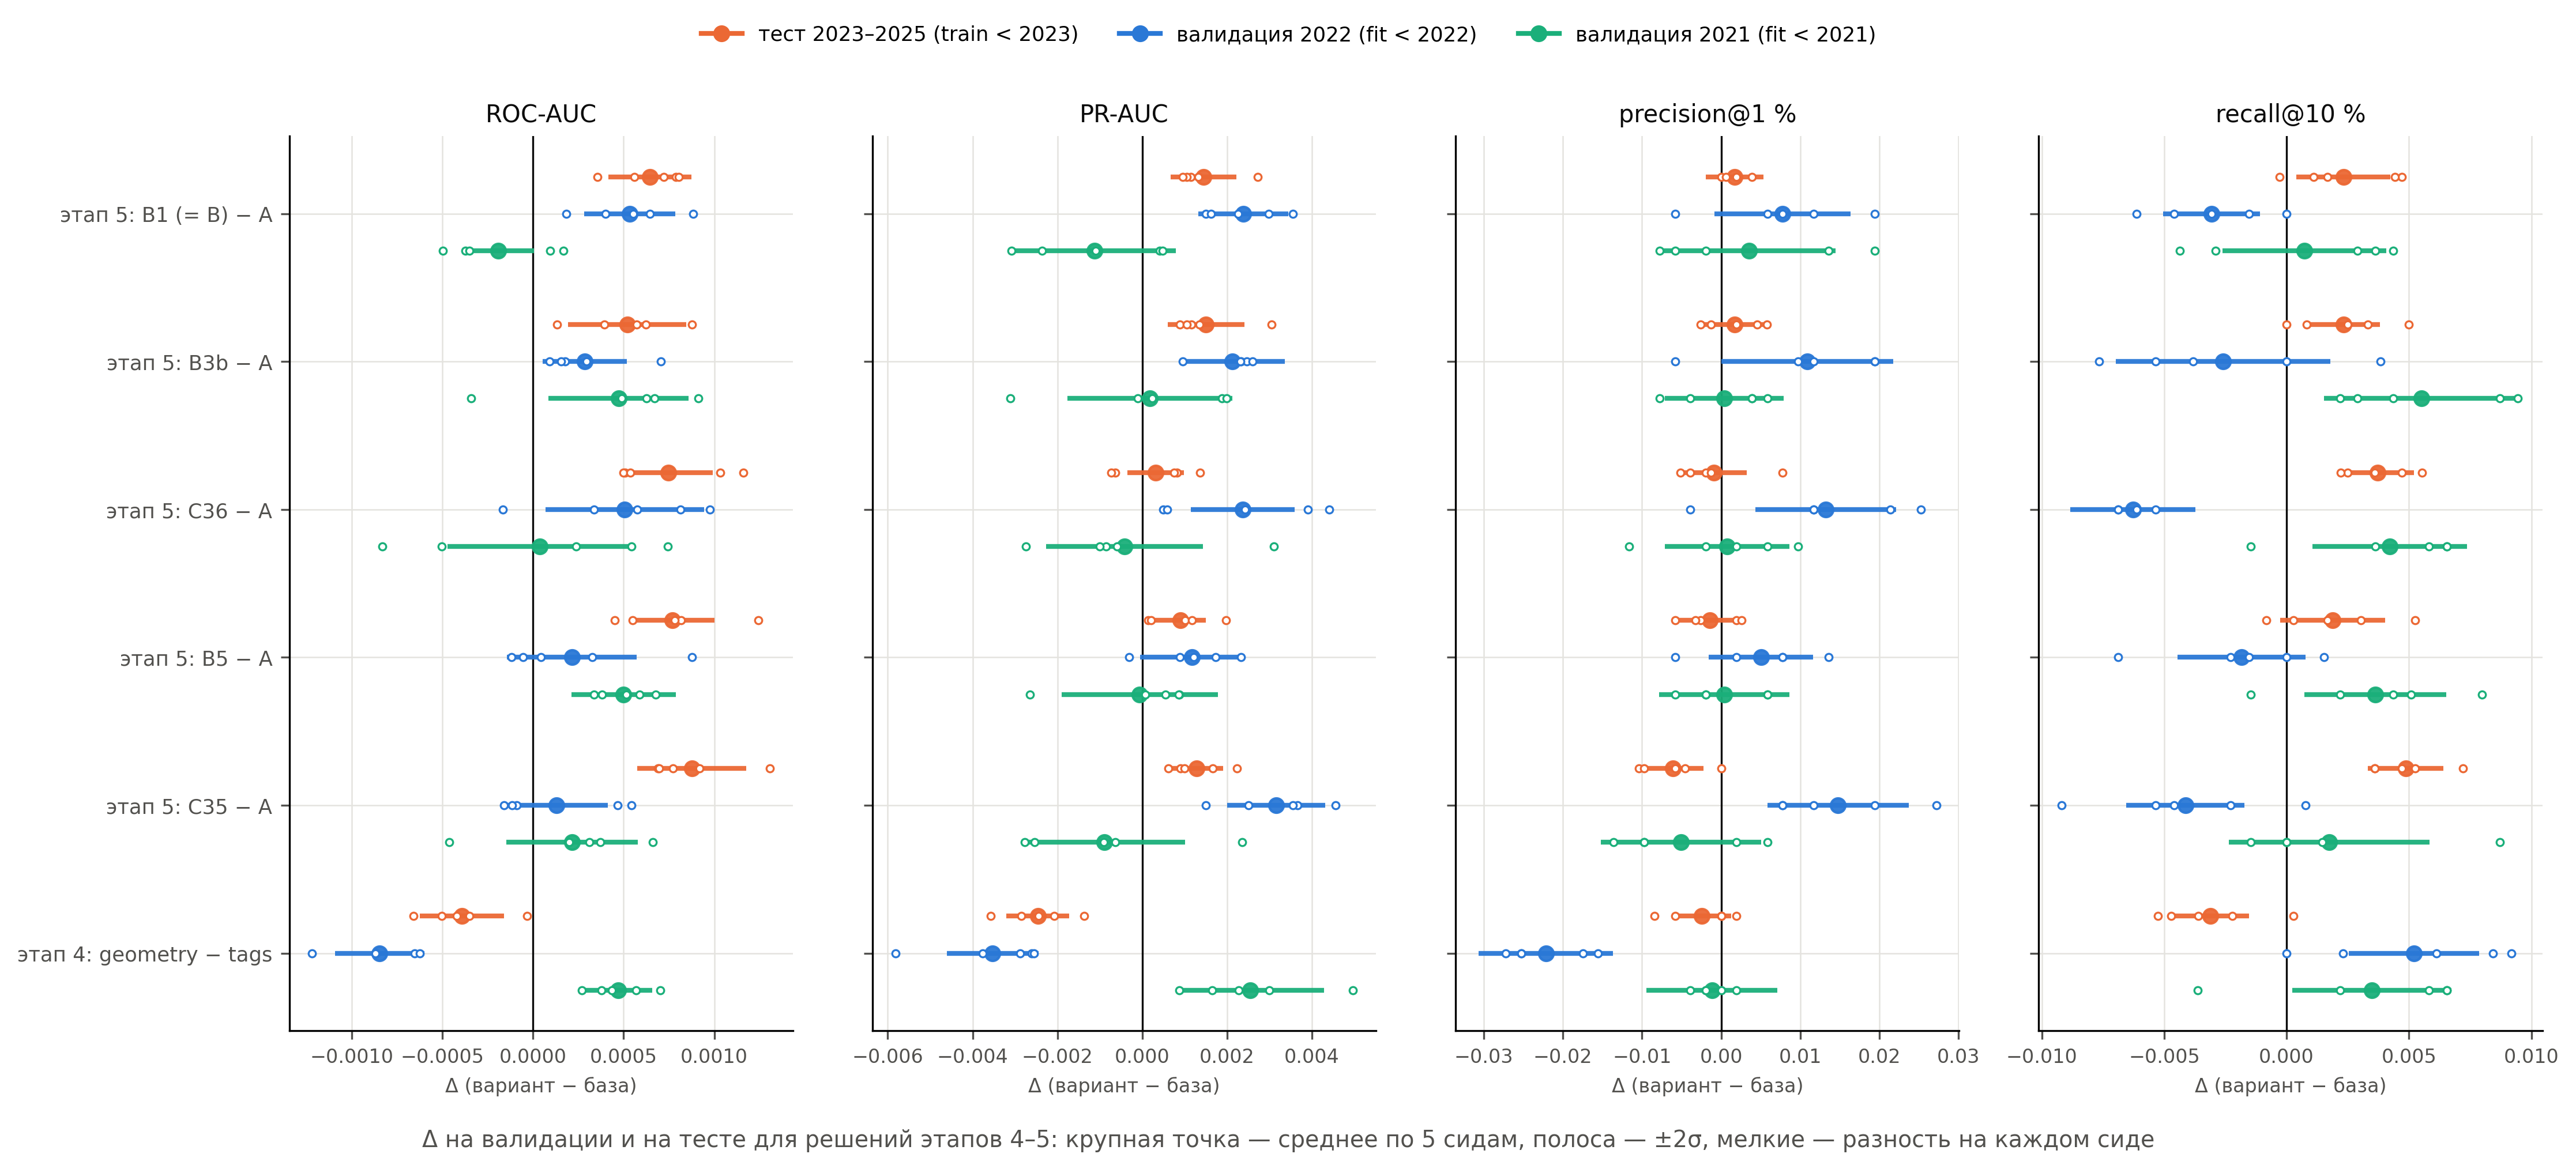 тест 2023–2025 (train < 2023)
валидация 2022 (fit < 2022)
валидация 2021 (fit < 2021)
ROC-AUC
PR-AUC
precision@1 %
recall@10 %
этап 5: B1 (= B) − A
этап 5: B3b − A
этап 5: C36 − A
этап 5: B5 − A
этап 5: C35 − A
этап 4: geometry − tags
−0.0010 −0.0005 0.0000 0.0005 0.0010
−0.006 −0.004 −0.002 0.000 0.002 0.004
−0.03 −0.02 −0.01 0.00 0.01 0.02 0.03
−0.010 −0.005 0.000 0.005 0.010
Δ (вариант − база)
Δ (вариант − база)
Δ (вариант − база)
Δ (вариант − база)
Δ на валидации и на тесте для решений этапов 4–5: крупная точка — среднее по 5 сидам, полоса — ±2σ, мелкие — разность на каждом сиде